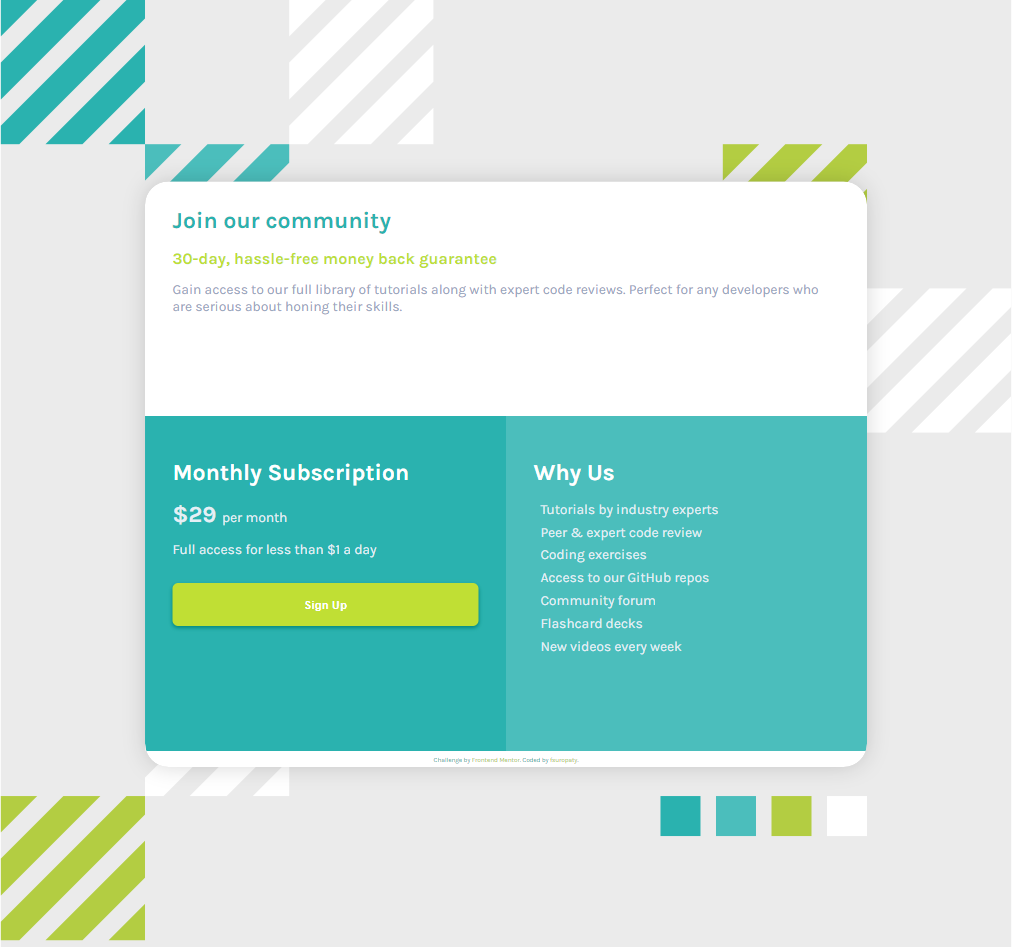 Join our community
30-day, hassle-free money back guarantee
Gain access to our full library of tutorials along with expert code reviews. Perfect for any developers who
are serious about honing their skills.
Monthly Subscription
$29 per month
Full access for less than $1 a day
Sign Up
Why Us
Tutorials by industry experts
Peer & expert code review
Coding exercises
Access to our GitHub repos
Community forum
Flashcard decks
New videos every week
Challenge by Frontend Mentor. Coded by